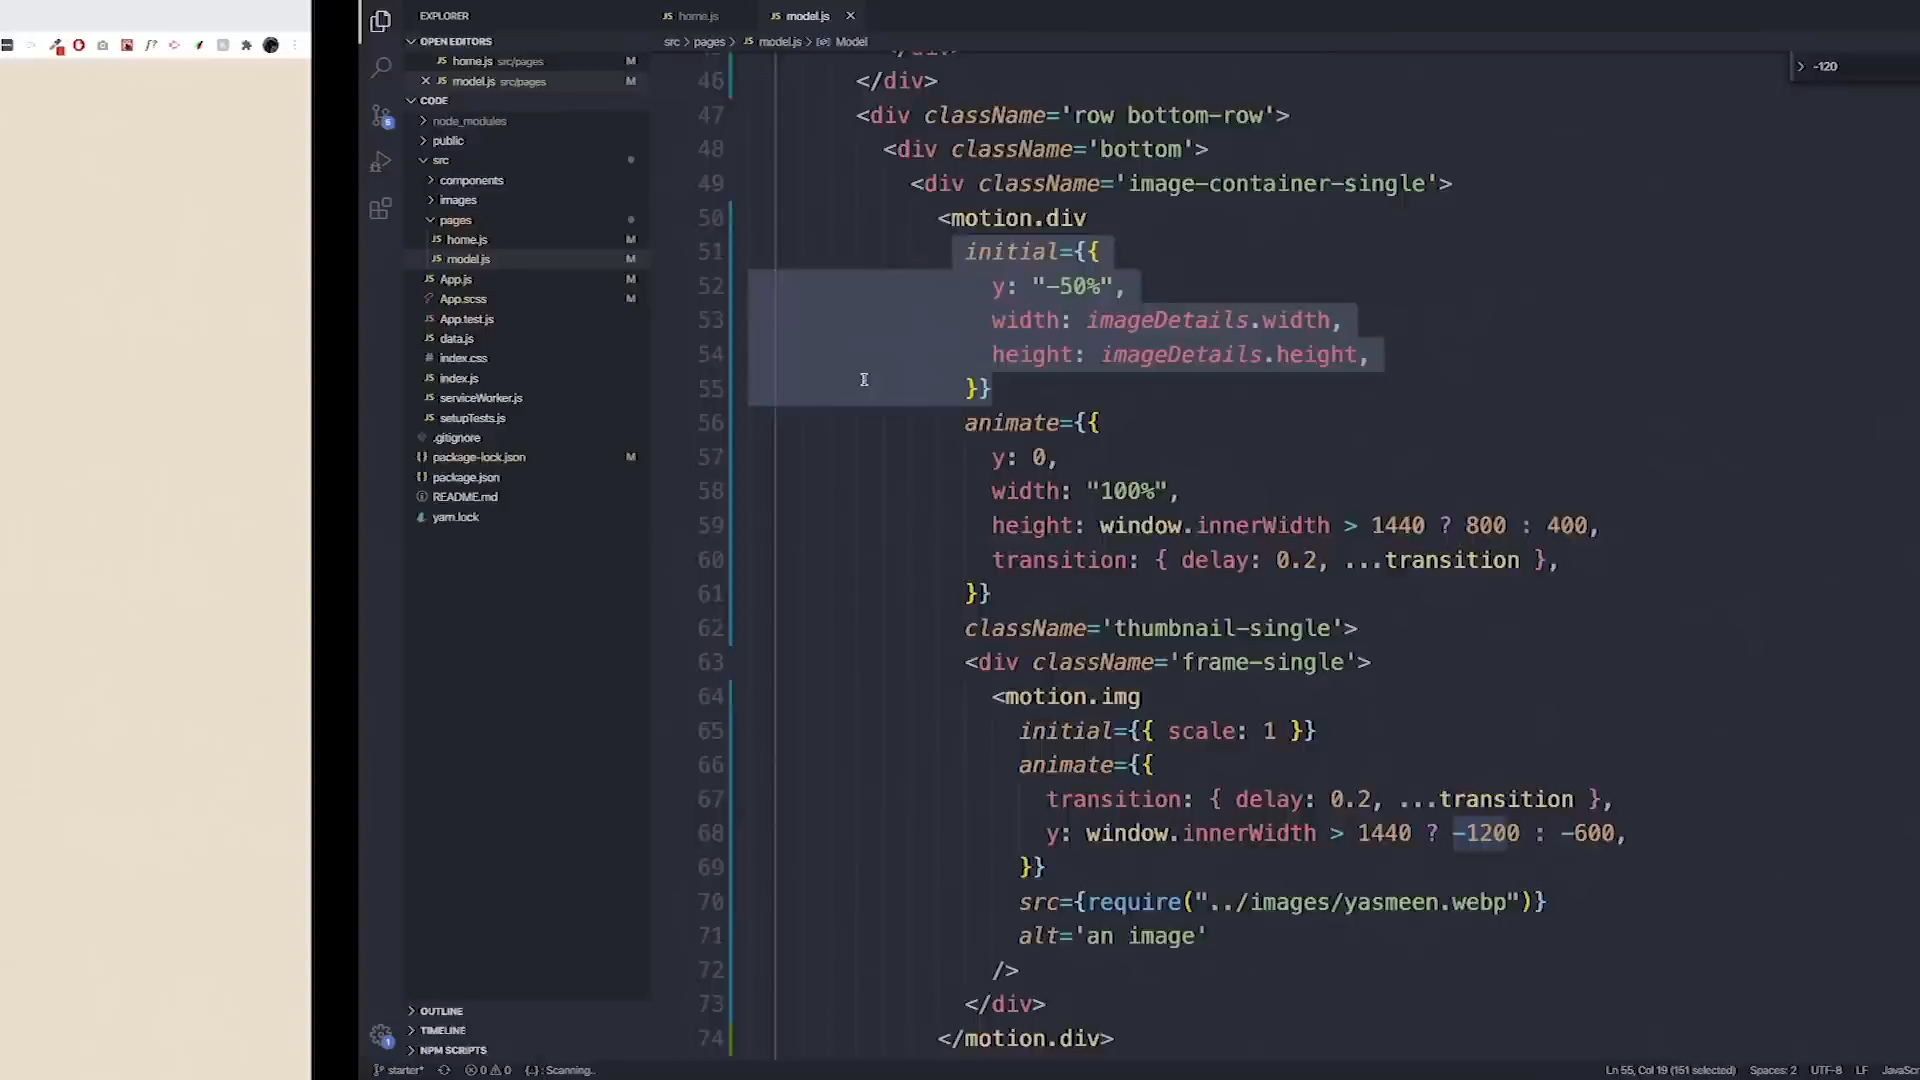 EXPLORER
OPEN EDITORS
home.js src/pages M
model.js src/pages M
CODE
node_modules
public
src
components
images
pages
home.js M
model.js M
App.js M
App.scss M
App.test.js
data.js
index.css
index.js
serviceWorker.js
setupTests.js
.gitignore
package-lock.json M
package.json
README.md
yarn.lock
OUTLINE
TIMELINE
NPM SCRIPTS
JS home.js
JS model.js
src > pages > JS model.js > Model
-120
46 </div>
47 <div className='row bottom-row'>
48 <div className='bottom'>
49 <div className='image-container-single'>
50 <motion.div
51 initial={{
52 y: "-50%",
53 width: imageDetails.width,
54 height: imageDetails.height,
55 }}
56 animate={{
57 y: 0,
58 width: "100%",
59 height: window.innerWidth > 1440 ? 800 : 400,
60 transition: { delay: 0.2, ...transition },
61 }}
62 className='thumbnail-single'>
63 <div className='frame-single'>
64 <motion.img
65 initial={{ scale: 1 }}
66 animate={{
67 transition: { delay: 0.2, ...transition },
68 y: window.innerWidth > 1440 ? -1200 : -600,
69 }}
70 src={require("../images/yasmeen.webp")}
71 alt='an image'
72 />
73 </div>
74 </motion.div>
starter* 0 0 {..}: Scanning.. Ln 55, Col 19 (151 selected) Spaces: 2 UTF-8 LF JavaScr